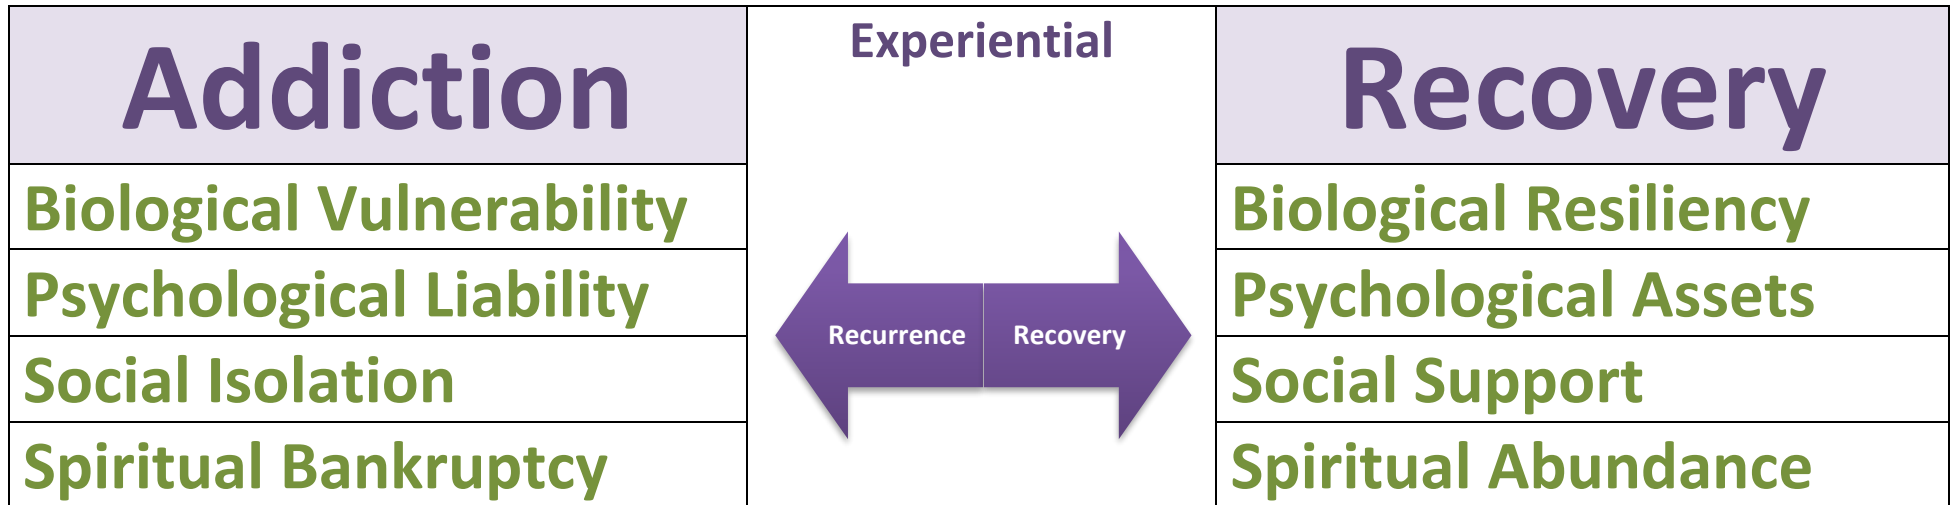 Addiction
Experiential
Recovery
Biological Vulnerability
Biological Resiliency
Psychological Liability
Psychological Assets
Recurrence
Recovery
Social Isolation
Social Support
Spiritual Bankruptcy
Spiritual Abundance